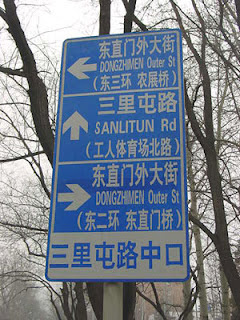 东直门外大街
DONGZHIMEN Outer St
(东三环 农展桥)
三里屯路
SANLITUN Rd
(工人体育场北路)
东直门外大街
DONGZHIMEN Outer St
(东二环 东直门桥)
三里屯路中口